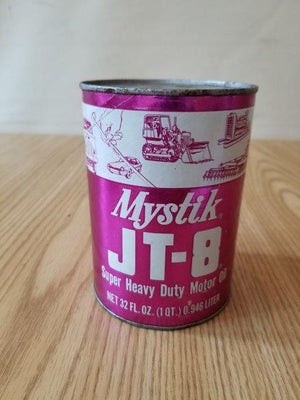 Mystik
JT-8
Super Heavy Duty Motor Oil
NET 32 FL. OZ. (1 QT.) 0.946 LITER